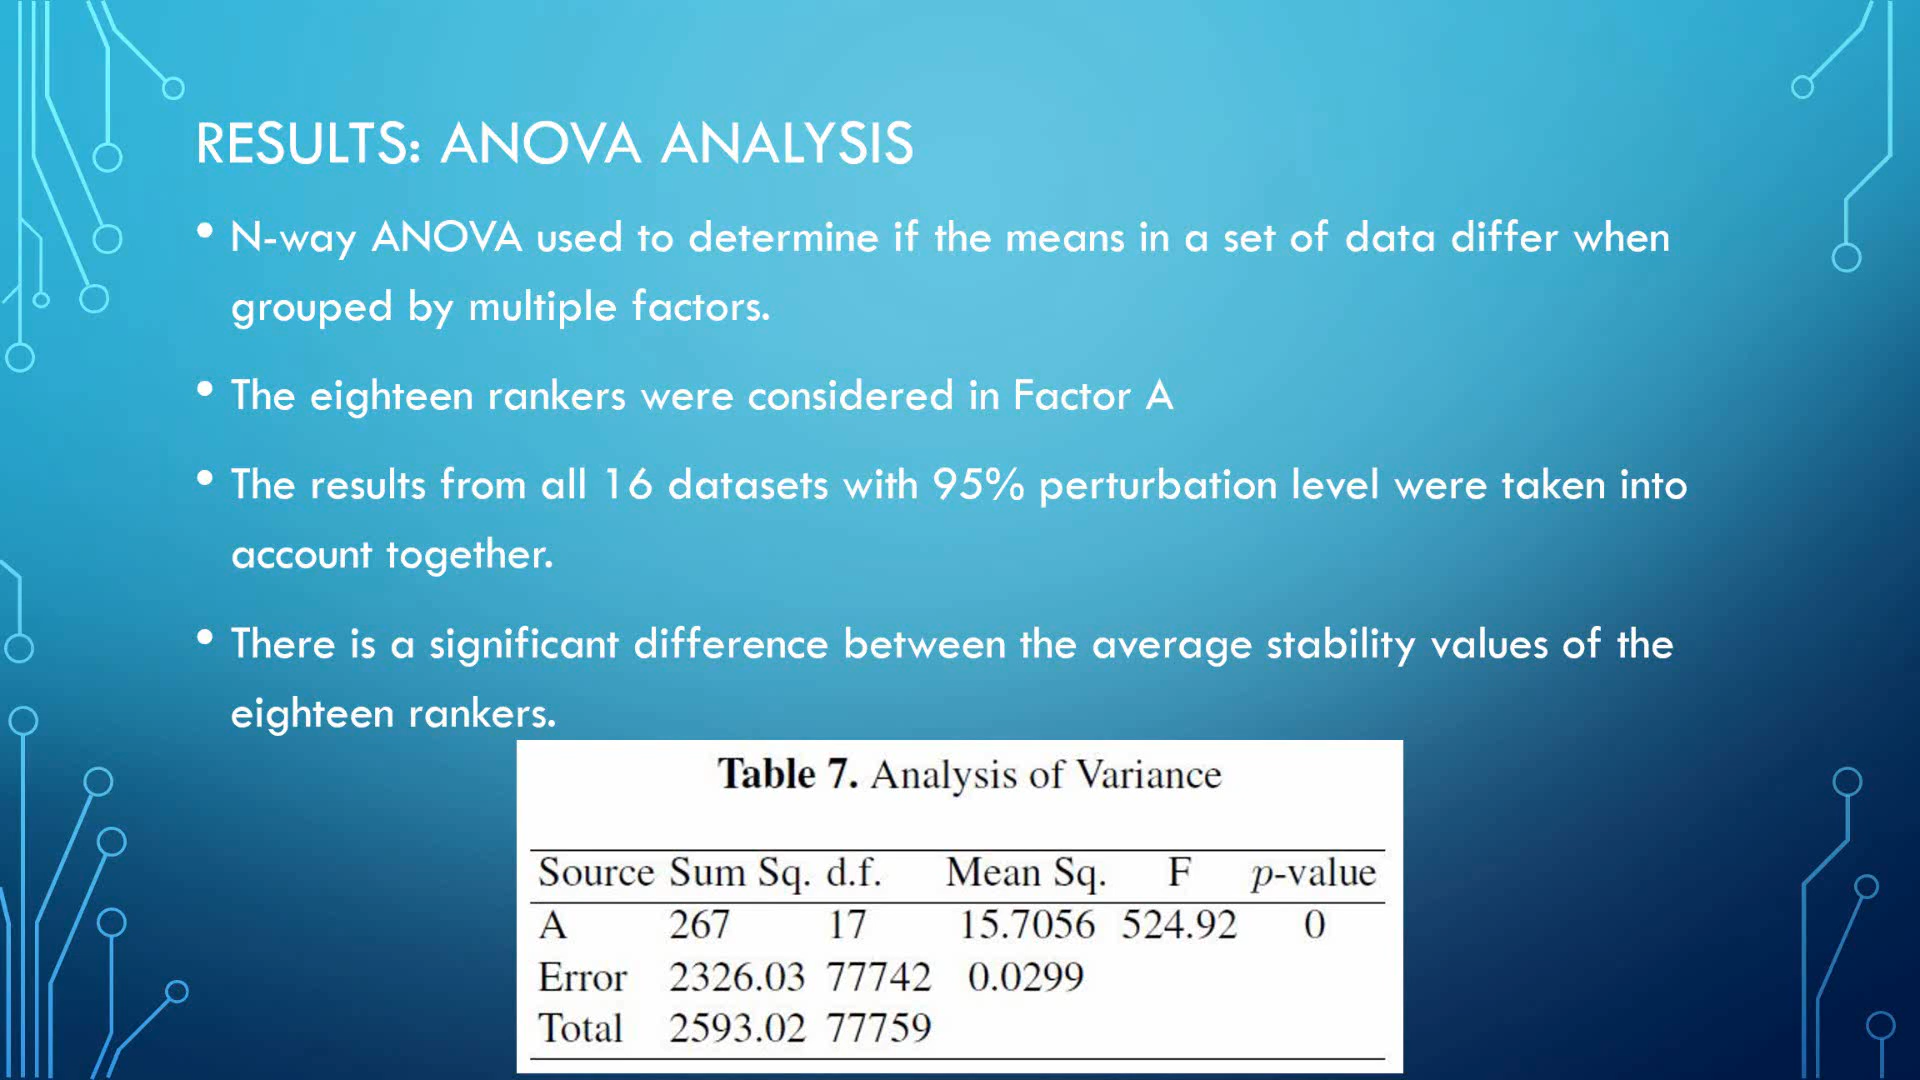 RESULTS: ANOVA ANALYSIS
• N-way ANOVA used to determine if the means in a set of data differ when
grouped by multiple factors.
• The eighteen rankers were considered in Factor A
• The results from all 16 datasets with 95% perturbation level were taken into
account together.
• There is a significant difference between the average stability values of the
eighteen rankers.
Table 7. Analysis of Variance
Source Sum Sq. d.f. Mean Sq. F p-value
A 267 17 15.7056 524.92 0
Error 2326.03 77742 0.0299
Total 2593.02 77759